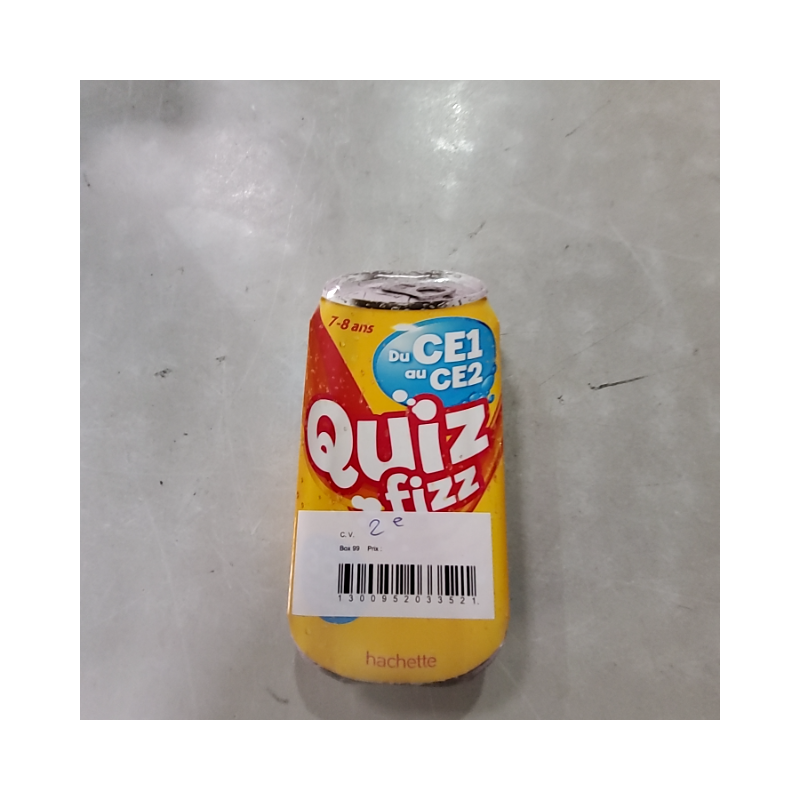 7-8 ans
Du CE1
au CE2
Quiz
fizz
C.V. 2 e
Box 99 Prix :
1300952033521.
hachette